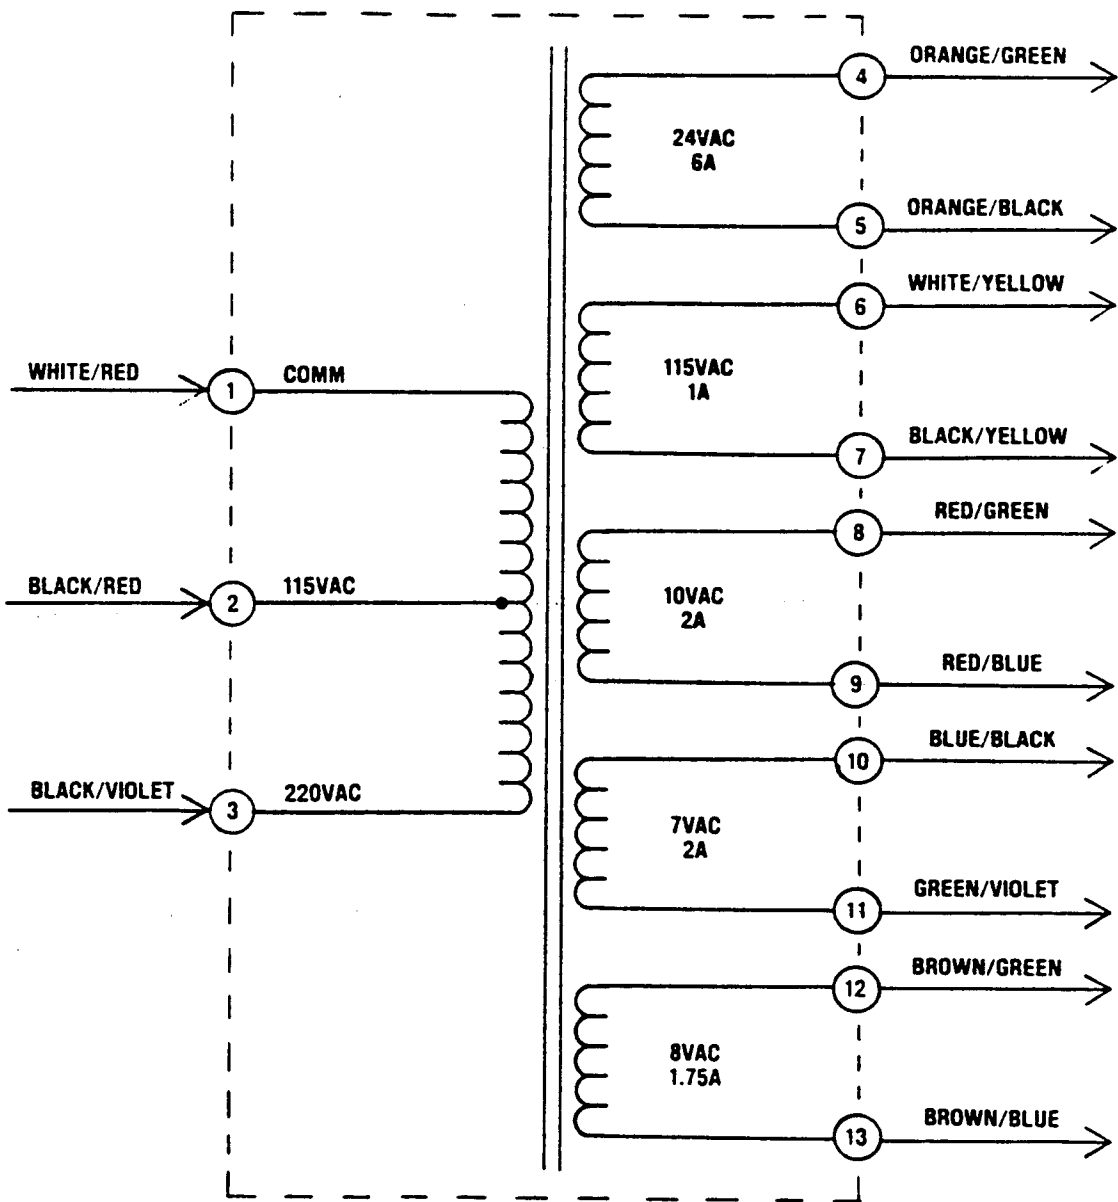 ORANGE/GREEN
4
24VAC
6A
ORANGE/BLACK
5
WHITE/YELLOW
6
WHITE/RED
1
COMM
115VAC
1A
BLACK/YELLOW
7
RED/GREEN
8
BLACK/RED
2
115VAC
10VAC
2A
RED/BLUE
9
BLUE/BLACK
10
BLACK/VIOLET
3
220VAC
7VAC
2A
GREEN/VIOLET
11
BROWN/GREEN
12
8VAC
1.75A
BROWN/BLUE
13